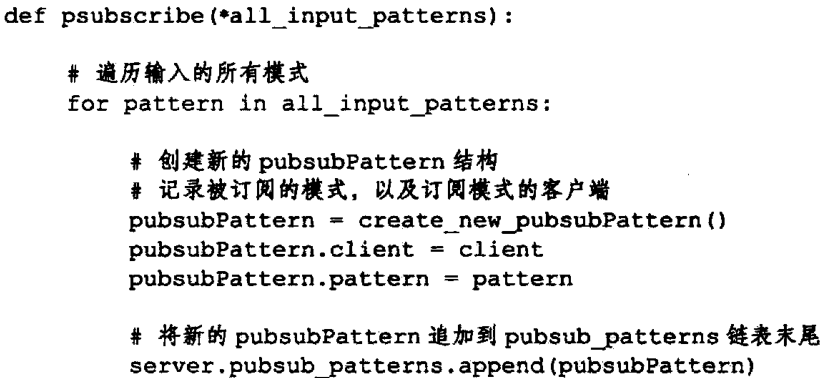 def psubscribe(*all_input_patterns):
# 遍历输入的所有模式
for pattern in all_input_patterns:
# 创建新的 pubsubPattern 结构
# 记录被订阅的模式，以及订阅模式的客户端
pubsubPattern = create_new_pubsubPattern()
pubsubPattern.client = client
pubsubPattern.pattern = pattern
# 将新的 pubsubPattern 追加到 pubsub_patterns 链表末尾
server.pubsub_patterns.append(pubsubPattern)